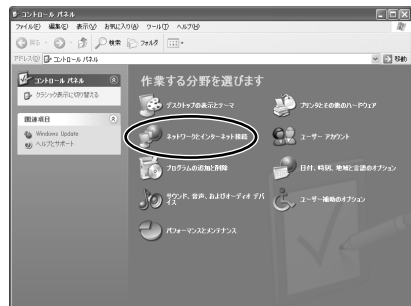 コントロール パネル
ファイル(F) 編集(E) 表示(V) お気に入り(A) ツール(T) ヘルプ(H)
戻る 検索 フォルダ
アドレス(D) コントロール パネル 移動
コントロール パネル
クラシック表示に切り替える
関連項目
Windows Update
ヘルプとサポート
作業する分野を選びます
デスクトップの表示とテーマ
プリンタとその他のハードウェア
ネットワークとインターネット接続
ユーザー アカウント
プログラムの追加と削除
日付、時刻、地域と言語のオプション
サウンド、音声、およびオーディオ デバ
イス
ユーザー補助のオプション
パフォーマンスとメンテナンス